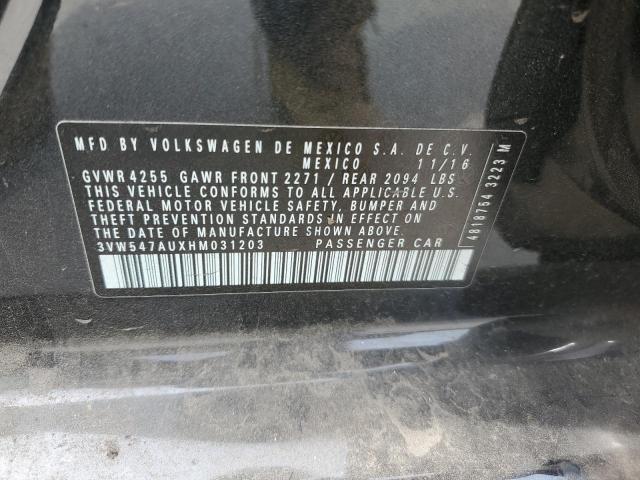 MFD BY VOLKSWAGEN DE MEXICO S.A. DE C.V.
MEXICO 11/16
GVWR 4255 GAWR FRONT 2271 / REAR 2094 LBS
THIS VEHICLE CONFORMS TO ALL APPLICABLE U.S.
FEDERAL MOTOR VEHICLE SAFETY, BUMPER AND
THEFT PREVENTION STANDARDS IN EFFECT ON
THE DATE OF MANUFACTURE SHOWN ABOVE.
3VW547AUXHM031203 PASSENGER CAR
4818754 3223 M